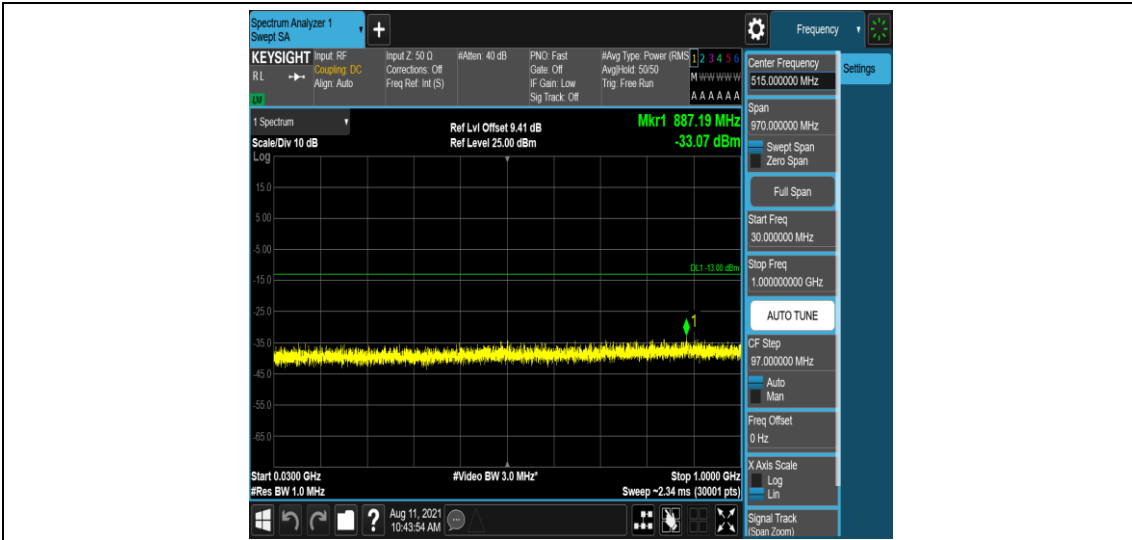 Spectrum Analyzer 1
Swept SA
+
Frequency
KEYSIGHT
RL
LXI
Input: RF
Coupling: DC
Align: Auto
Input Z: 50 Ω
Corrections: Off
Freq Ref: Int (S)
#Atten: 40 dB
PNO: Fast
Gate: Off
IF Gain: Low
Sig Track: Off
#Avg Type: Power (RMS
Avg|Hold: 50/50
Trig: Free Run
1 2 3 4 5 6
M W W W W W
A A A A A A
1 Spectrum
Scale/Div 10 dB
Log
Ref Lvl Offset 9.41 dB
Ref Level 25.00 dBm
Mkr1 887.19 MHz
-33.07 dBm
15.0
5.00
-5.00
-15.0
-25.0
-35.0
-45.0
-55.0
-65.0
DL1 -13.00 dBm
1
Start 0.0300 GHz
#Res BW 1.0 MHz
#Video BW 3.0 MHz*
Stop 1.0000 GHz
Sweep ~2.34 ms (30001 pts)
Center Frequency
515.000000 MHz
Settings
Span
970.000000 MHz
Swept Span
Zero Span
Full Span
Start Freq
30.000000 MHz
Stop Freq
1.000000000 GHz
AUTO TUNE
CF Step
97.000000 MHz
Auto
Man
Freq Offset
0 Hz
X Axis Scale
Log
Lin
Signal Track
(Span Zoom)
?
Aug 11, 2021
10:43:54 AM